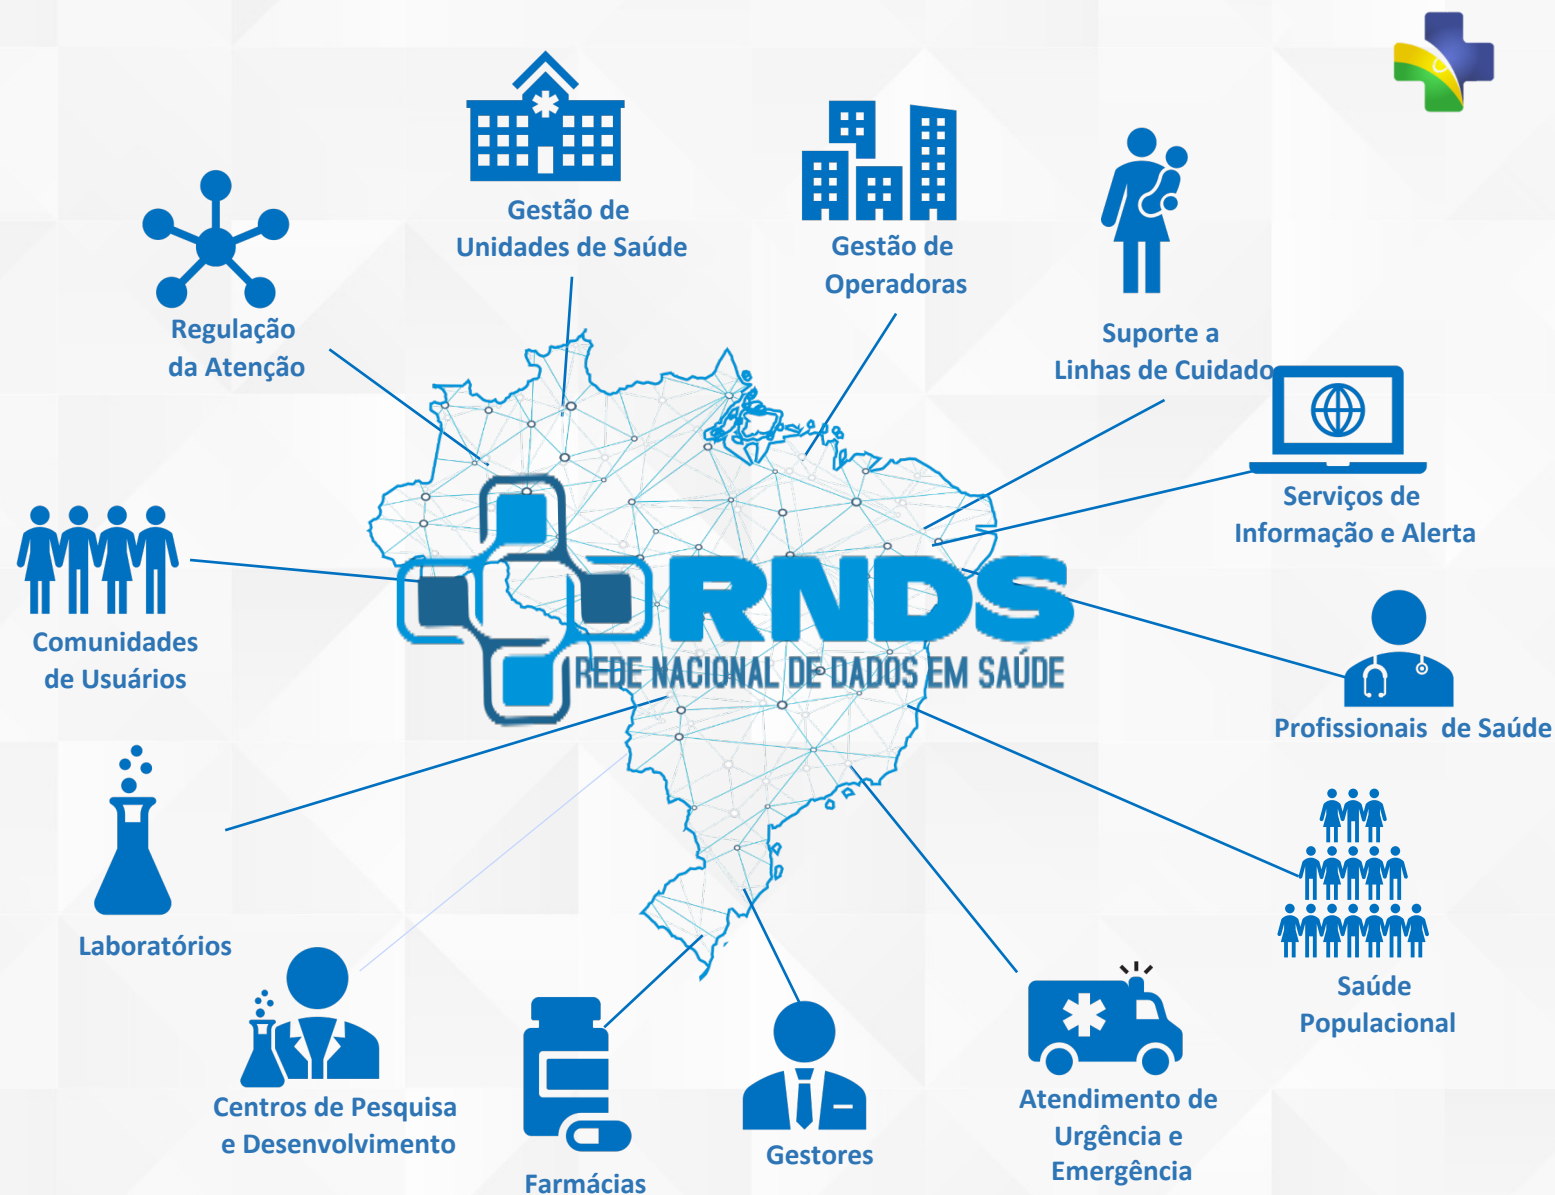 Gestão de
Unidades de Saúde
Gestão de
Operadoras
Regulação
da Atenção
Suporte a
Linhas de Cuidado
Serviços de
Informação e Alerta
Comunidades
de Usuários
RNDS
REDE NACIONAL DE DADOS EM SAÚDE
Profissionais  de Saúde
Laboratórios
Saúde
Populacional
Centros de Pesquisa
e Desenvolvimento
Farmácias
Gestores
Atendimento de
Urgência e
Emergência